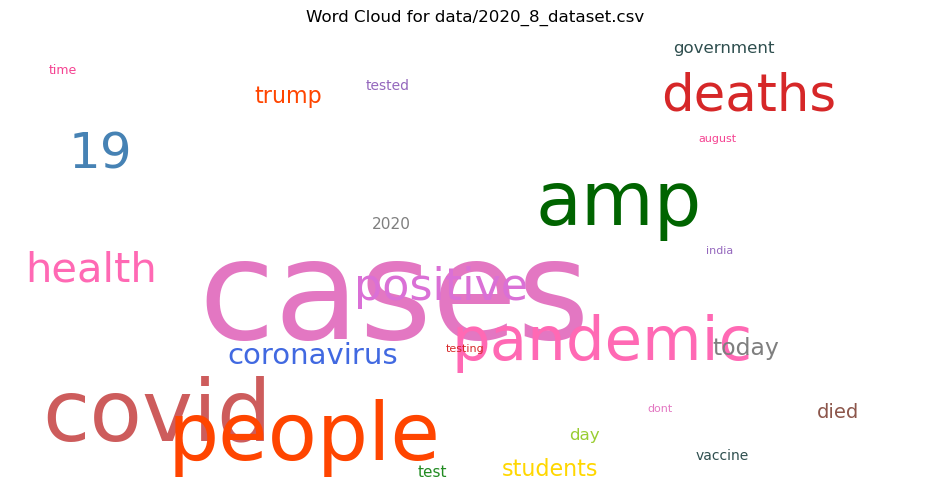 Word Cloud for data/2020_8_dataset.csv
government
time
tested
trump
deaths
august
19
amp
2020
india
health
cases
positive
pandemic
today
coronavirus
testing
covid
people
dont
died
day
vaccine
students
test